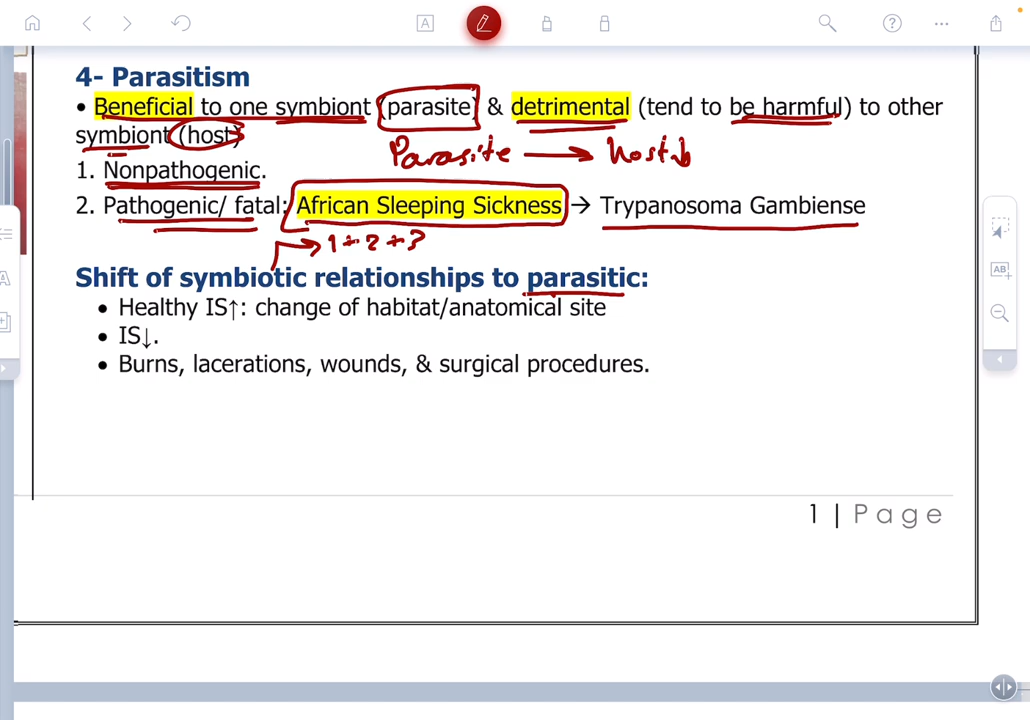 4- Parasitism
• Beneficial to one symbiont (parasite) & detrimental (tend to be harmful) to other
symbiont (host)
Parasite → host
1. Nonpathogenic.
2. Pathogenic/ fatal: African Sleeping Sickness → Trypanosoma Gambiense
→ 1 + 2 + 3
Shift of symbiotic relationships to parasitic:
• Healthy IS↑: change of habitat/anatomical site
• IS↓.
• Burns, lacerations, wounds, & surgical procedures.
1 | Page